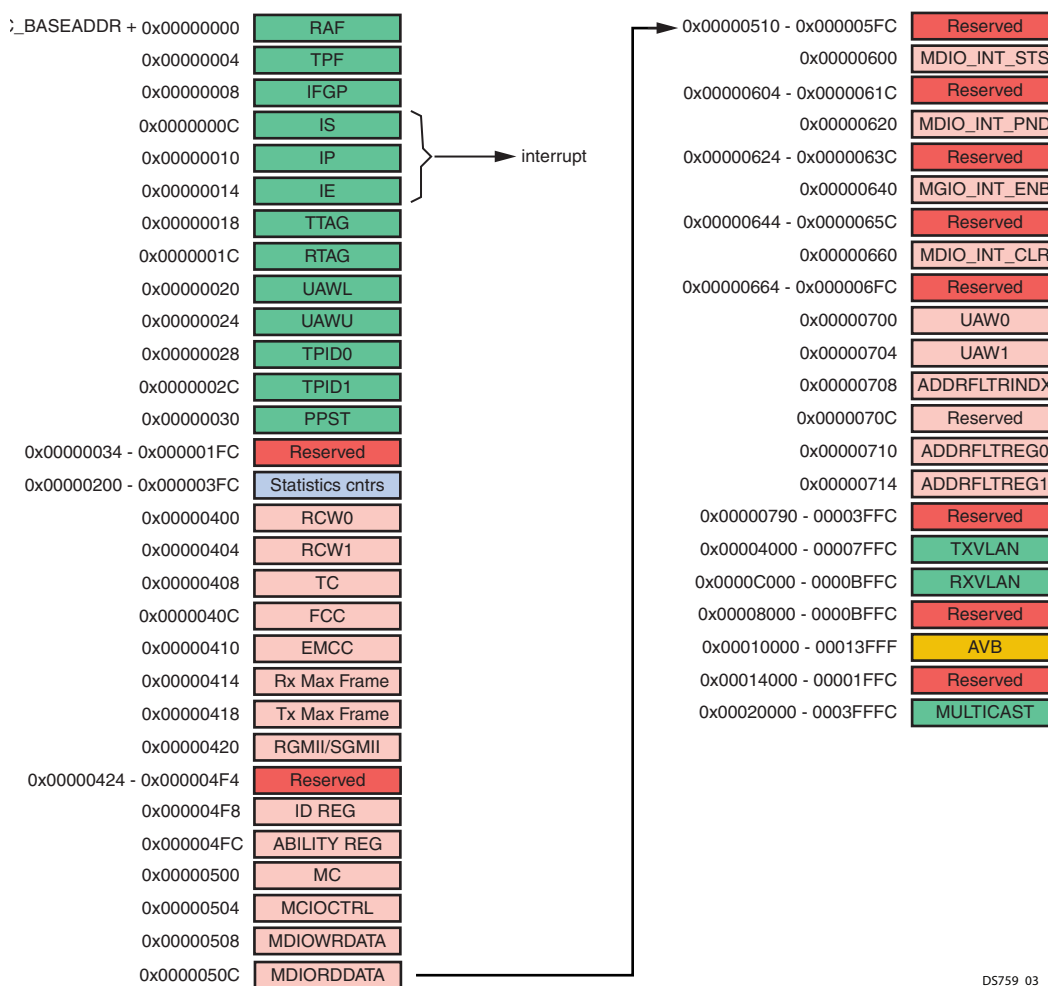 :_BASEADDR + 0x00000000 RAF
0x00000004 TPF
0x00000008 IFGP
0x0000000C IS
0x00000010 IP
interrupt
0x00000014 IE
0x00000018 TTAG
0x0000001C RTAG
0x00000020 UAWL
0x00000024 UAWU
0x00000028 TPID0
0x0000002C TPID1
0x00000030 PPST
0x00000034 - 0x000001FC Reserved
0x00000200 - 0x000003FC Statistics cntrs
0x00000400 RCW0
0x00000404 RCW1
0x00000408 TC
0x0000040C FCC
0x00000410 EMCC
0x00000414 Rx Max Frame
0x00000418 Tx Max Frame
0x00000420 RGMII/SGMII
0x00000424 - 0x000004F4 Reserved
0x000004F8 ID REG
0x000004FC ABILITY REG
0x00000500 MC
0x00000504 MCIOCTRL
0x00000508 MDIOWRDATA
0x0000050C MDIORDDATA
0x00000510 - 0x000005FC Reserved
0x00000600 MDIO_INT_STS
0x00000604 - 0x0000061C Reserved
0x00000620 MDIO_INT_PND
0x00000624 - 0x0000063C Reserved
0x00000640 MGIO_INT_ENB
0x00000644 - 0x0000065C Reserved
0x00000660 MDIO_INT_CLR
0x00000664 - 0x000006FC Reserved
0x00000700 UAW0
0x00000704 UAW1
0x00000708 ADDRFLTRINDX
0x0000070C Reserved
0x00000710 ADDRFLTREG0
0x00000714 ADDRFLTREG1
0x00000790 - 00003FFC Reserved
0x00004000 - 00007FFC TXVLAN
0x0000C000 - 0000BFFC RXVLAN
0x00008000 - 0000BFFC Reserved
0x00010000 - 00013FFF AVB
0x00014000 - 00001FFC Reserved
0x00020000 - 0003FFFC MULTICAST
DS759_03